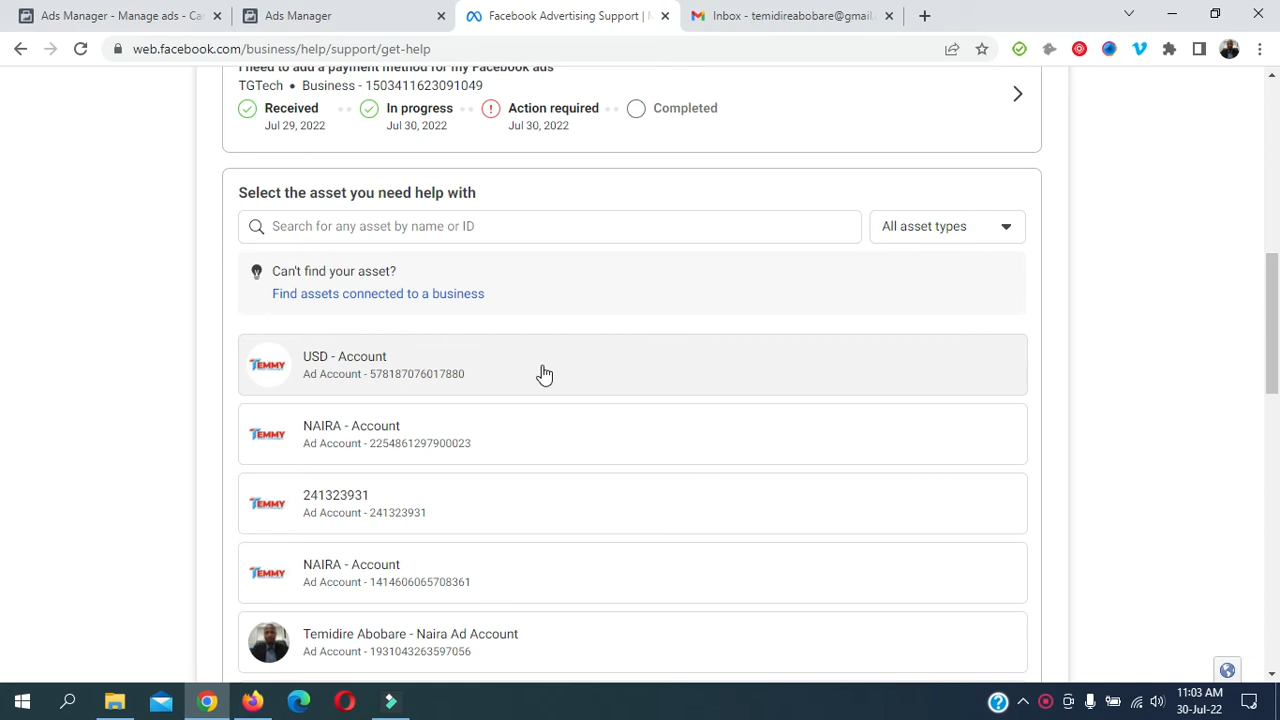 Ads Manager - Manage ads - Ca
Ads Manager
Facebook Advertising Support | M
Inbox - temidireabobare@gmail.
web.facebook.com/business/help/support/get-help
I need to add a payment method for my Facebook ads
TGTech • Business - 1503411623091049
Received
In progress
Action required
Completed
Jul 29, 2022
Jul 30, 2022
Jul 30, 2022
Select the asset you need help with
Search for any asset by name or ID
All asset types
Can't find your asset?
Find assets connected to a business
TEMMY
USD - Account
Ad Account - 578187076017880
TEMMY
NAIRA - Account
Ad Account - 2254861297900023
TEMMY
241323931
Ad Account - 241323931
TEMMY
NAIRA - Account
Ad Account - 1414606065708361
Temidire Abobare - Naira Ad Account
Ad Account - 1931043263597056
11:03 AM
30-Jul-22